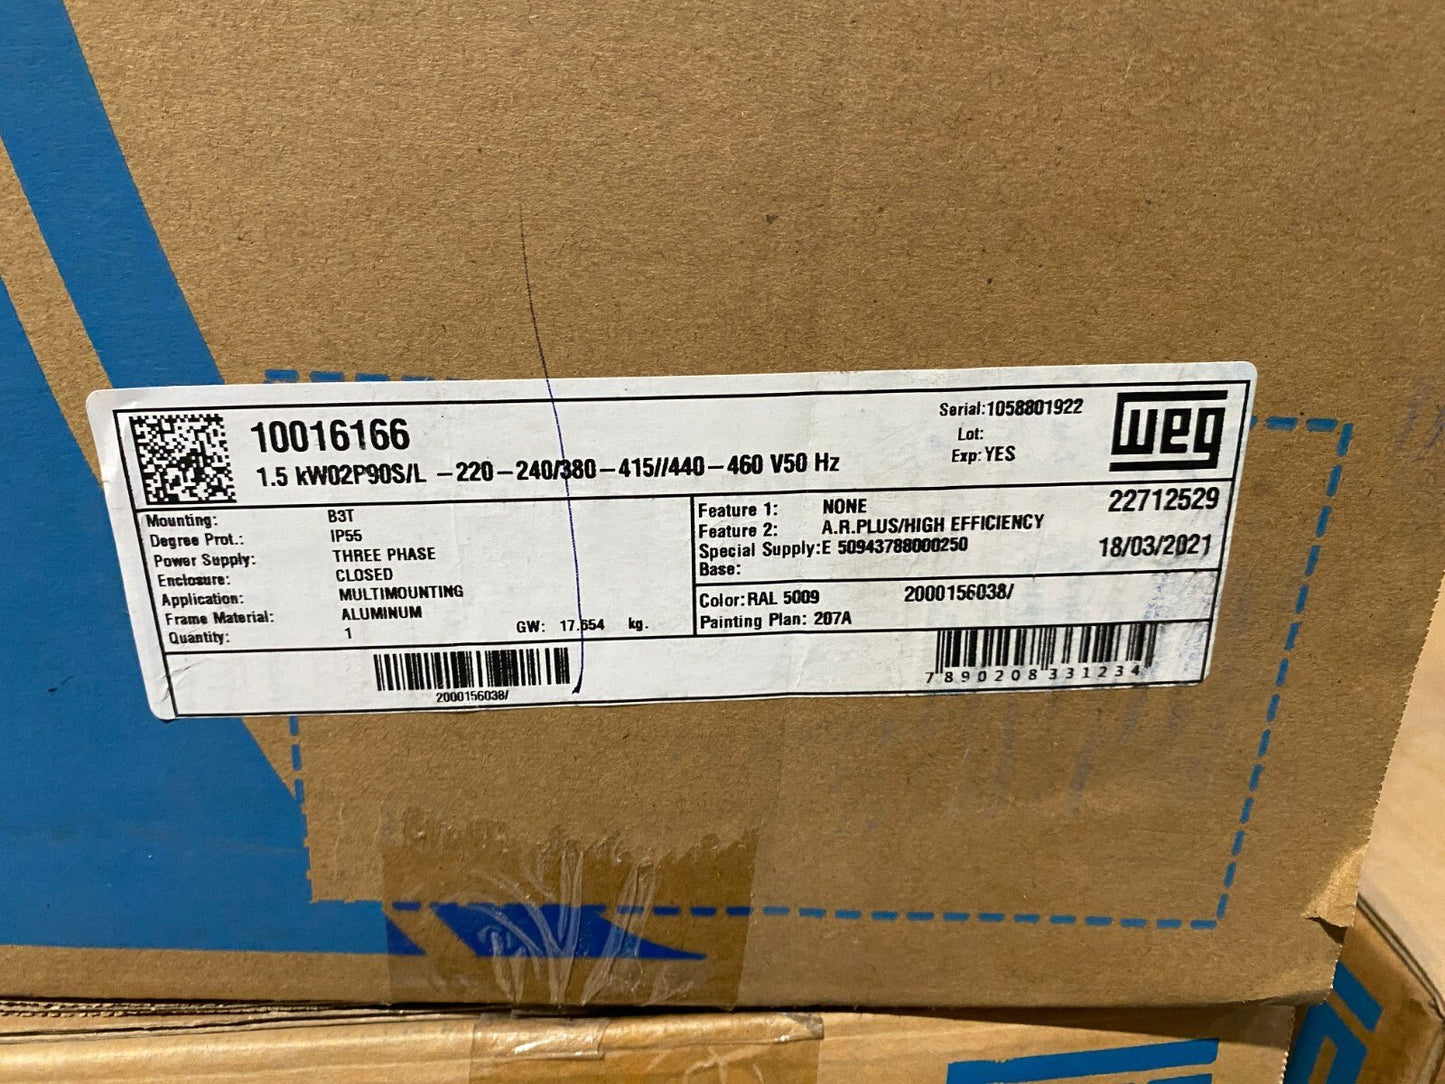 10016166
1.5 kW02P90S/L -220-240/380-415//440-460 V50 Hz
Serial:1058801922
Lot:
Exp:YES
weg
Mounting: B3T
Degree Prot.: IP55
Power Supply: THREE PHASE
Enclosure: CLOSED
Application: MULTIMOUNTING
Frame Material: ALUMINUM
Quantity: 1 GW: 17.654 kg.
Feature 1: NONE
Feature 2: A.R.PLUS/HIGH EFFICIENCY
Special Supply:E 50943788000250
Base:
22712529
18/03/2021
Color:RAL 5009 2000156038/
Painting Plan: 207A
2000156038/
7890208331234